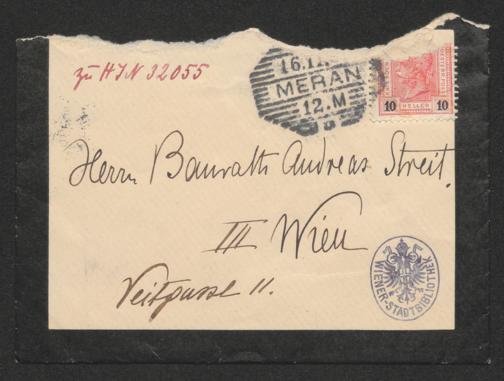 zu HIN 32055
16.11
MERAN
12.M
HELLER
10 10
Herrn Baurath Andreas Streit.
III Wien
Veitgasse 11.
WIENER-STADTBIBLIOTHEK